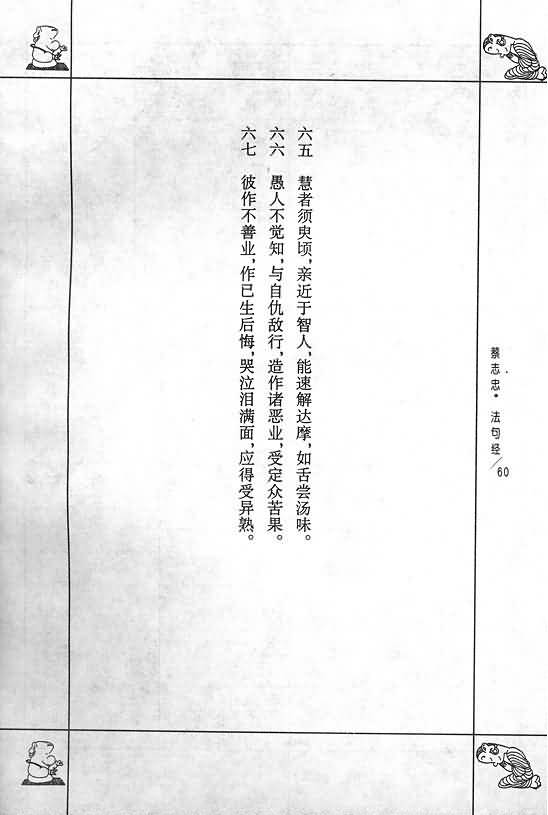 六五　慧者须臾顷，亲近于智人，能速解达摩，如舌尝汤味。
六六　愚人不觉知，与自仇敌行，造作诸恶业，受定众苦果。
六七　彼作不善业，作已生后悔，哭泣泪满面，应得受异熟。
蔡志忠·法句经/60